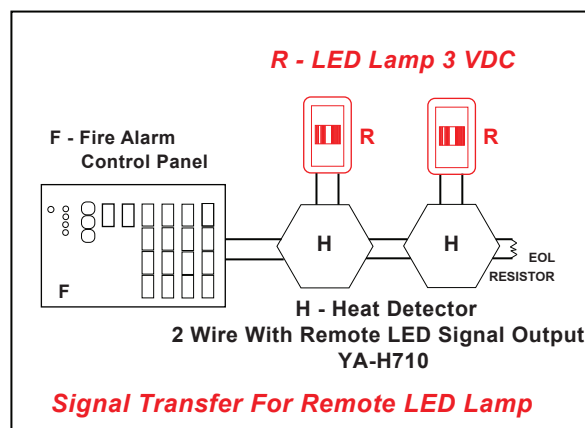 R - LED Lamp 3 VDC
F - Fire Alarm
Control Panel
R
R
H
H
F
EOL
RESISTOR
H - Heat Detector
2 Wire With Remote LED Signal Output
YA-H710
Signal Transfer For Remote LED Lamp